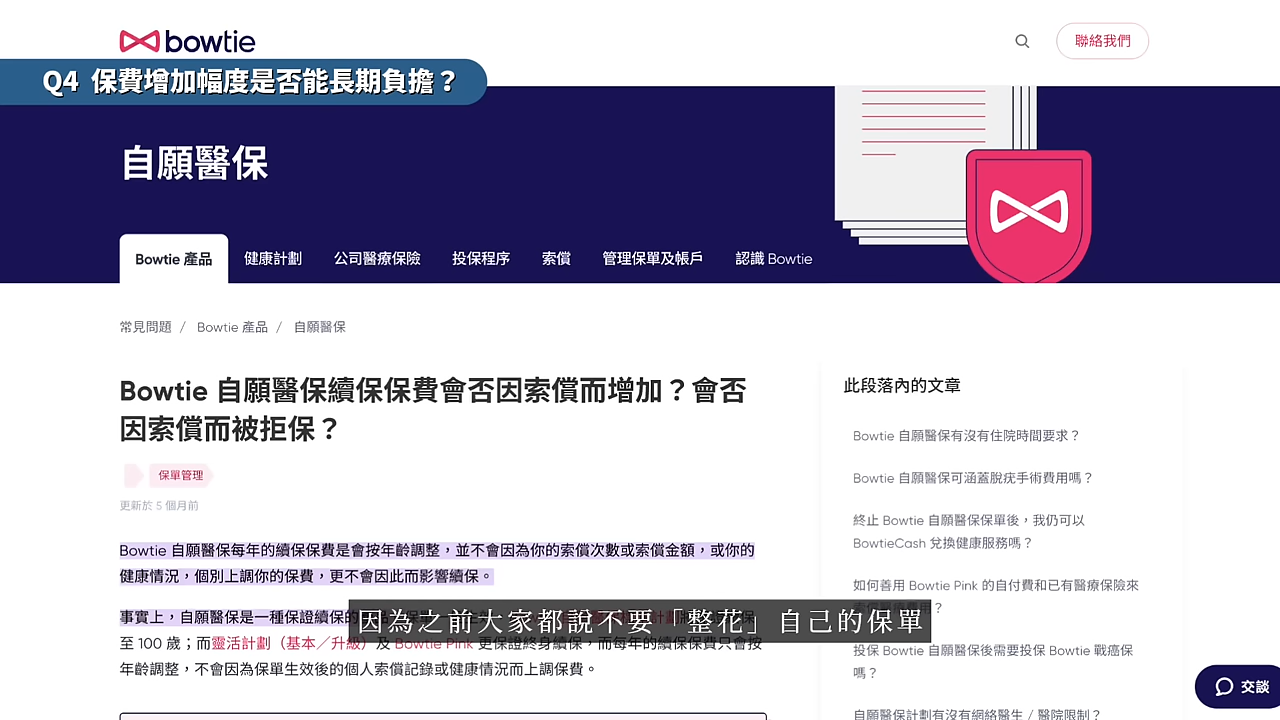 bowtie
聯絡我們
Q4 保費增加幅度是否能長期負擔？
自願醫保
Bowtie 產品
健康計劃
公司醫療保險
投保程序
索償
管理保單及帳戶
認識 Bowtie
常見問題 / Bowtie 產品 / 自願醫保
Bowtie 自願醫保續保保費會否因索償而增加？會否
因索償而被拒保？
保單管理
更新於 5 個月前
Bowtie 自願醫保每年的續保保費是會按年齡調整，並不會因為你的索償次數或索償金額，或你的
健康情況，個別上調你的保費，更不會因此而影響續保。
事實上，自願醫保是一種保證續保的
至 100 歲；而靈活計劃（基本／升級）及 Bowtie Pink 更保證終身續保，而每年的續保保費只會按
年齡調整，不會因為保單生效後的個人索償記錄或健康情況而上調保費。
因為之前大家都說不要「整花」自己的保單
此段落內的文章
Bowtie 自願醫保有沒有住院時間要求？
Bowtie 自願醫保可涵蓋脫疣手術費用嗎？
終止 Bowtie 自願醫保保單後，我仍可以
BowtieCash 兌換健康服務嗎？
如何善用 Bowtie Pink 的自付費和已有醫療保險來
？
投保 Bowtie 自願醫保後需要投保 Bowtie 戰癌保
嗎？
自願醫保計劃有沒有網絡醫生 / 醫院限制？
交談